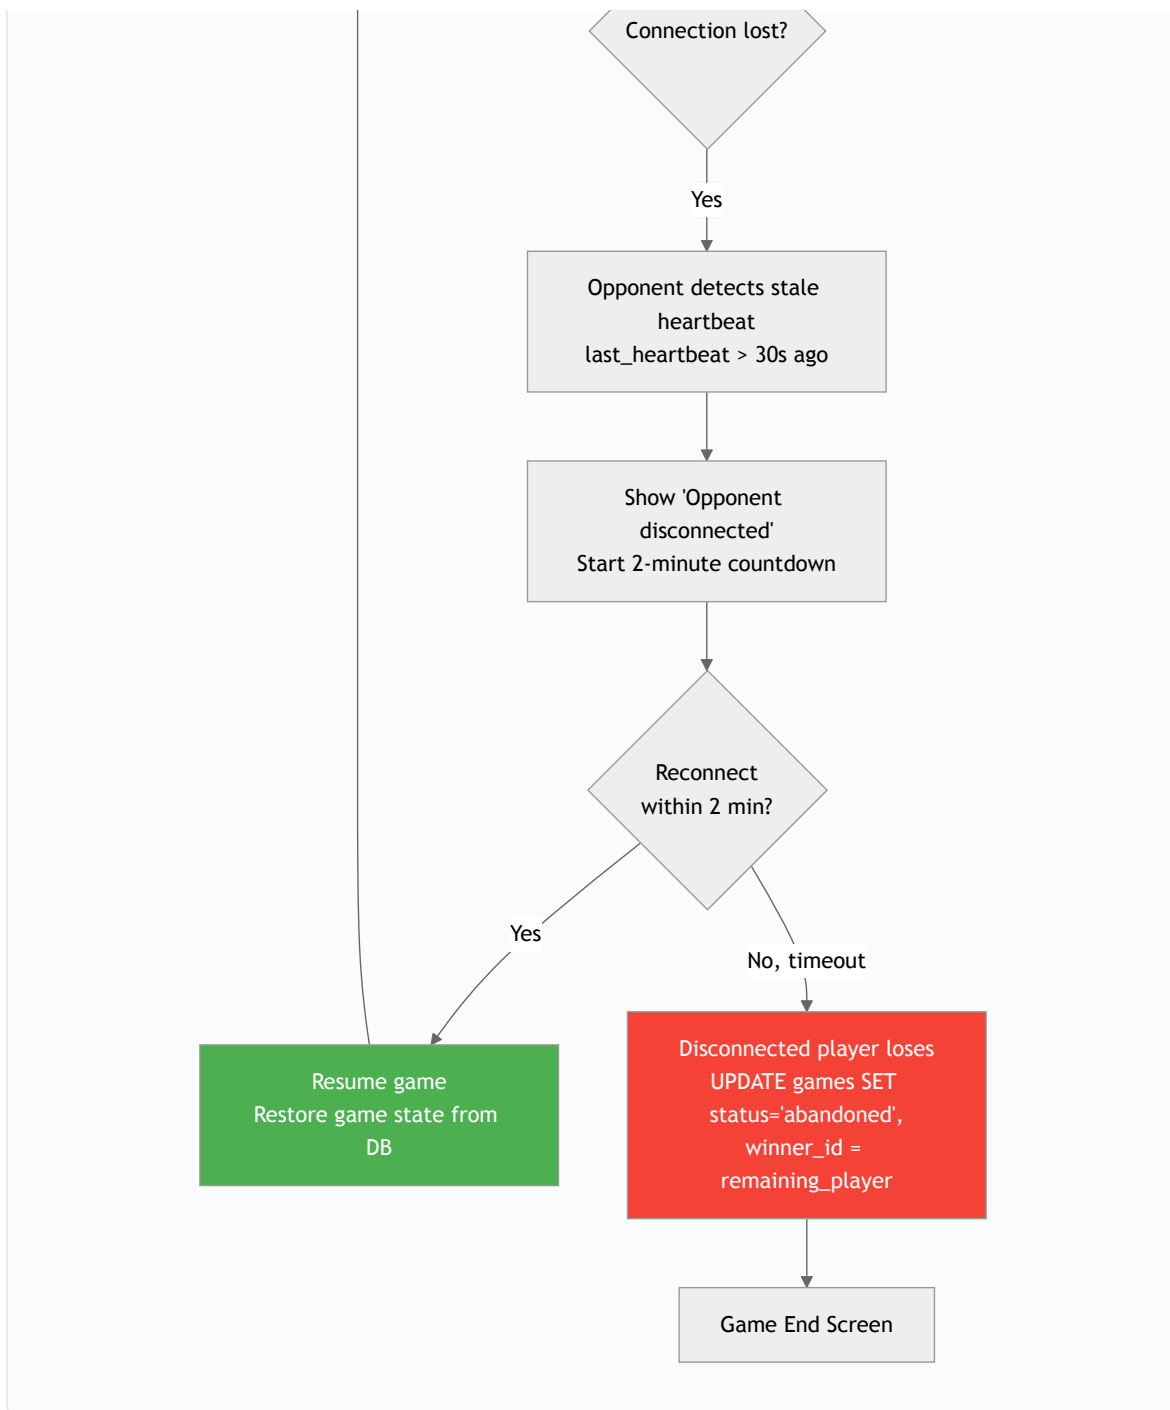 Connection lost?
Yes
Opponent detects stale
heartbeat
last_heartbeat > 30s ago
Show 'Opponent
disconnected'
Start 2-minute countdown
Reconnect
within 2 min?
Yes
No, timeout
Resume game
Restore game state from
DB
Disconnected player loses
UPDATE games SET
status='abandoned',
winner_id =
remaining_player
Game End Screen